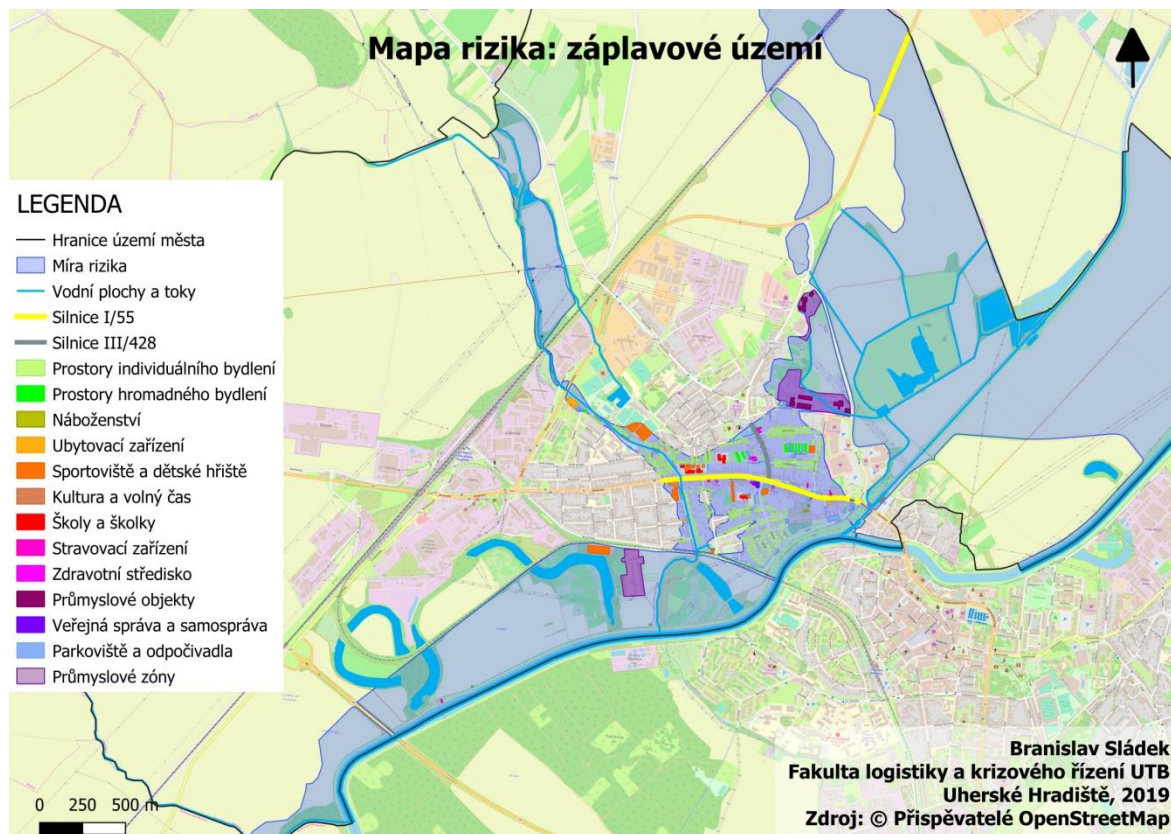 Mapa rizika: záplavové území
LEGENDA
Hranice území města
Míra rizika
Vodní plochy a toky
Silnice I/55
Silnice III/428
Prostory individuálního bydlení
Prostory hromadného bydlení
Náboženství
Ubytovací zařízení
Sportoviště a dětské hřiště
Kultura a volný čas
Školy a školky
Stravovací zařízení
Zdravotní středisko
Průmyslové objekty
Veřejná správa a samospráva
Parkoviště a odpočivadla
Průmyslové zóny
0 250 500 m
Branislav Sládek
Fakulta logistiky a krizového řízení UTB
Uherské Hradiště, 2019
Zdroj: © Přispěvatelé OpenStreetMap